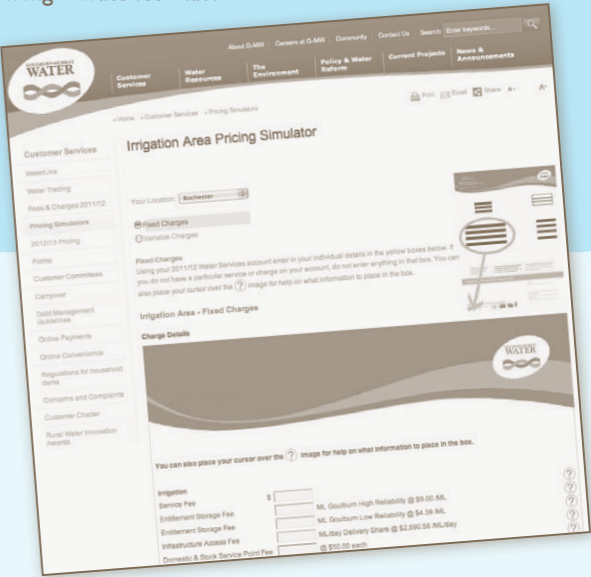 About G-MW Careers at G-MW Community Contact Us Search: Enter keywords...
GOULBURN-MURRAY
WATER
Customer Services
Water Resources
The Environment
Policy & Water Reform
Current Projects
News & Announcements
» Home » Customer Services » Pricing Simulators
Print Email Share A- A+
Customer Services
WaterLine
Water Trading
Fees & Charges 2011/12
Pricing Simulators
2012/13 Pricing
Forms
Customer Committees
Carryover
Debt Management
Guidelines
Online Payments
Online Conveniance
Regulations for household
dams
Concerns and Complaints
Customer Charter
Rural Water Innovation
Awards
Irrigation Area Pricing Simulator
Your Location: Rochester
Fixed Charges
Variable Charges
Fixed Charges
Using your 2011/12 Water Services account enter in your individual details in the yellow boxes below. If
you do not have a particular service or charge on your account, do not enter anything in that box. You can
also place your cursor over the ? image for help on what information to place in the box.
Irrigation Area - Fixed Charges
Charge Details
WATER
You can also place your cursor over the ? image for help on what information to place in the box.
Irrigation
Service Fee $ ?
Entitlement Storage Fee ML Goulburn High Reliability @ $9.00 /ML ?
Entitlement Storage Fee ML Goulburn Low Reliability @ $4.39 /ML ?
Infrastructure Access Fee ML/day Delivery Share @ $2,590.56 /ML/day ?
Domestic & Stock Service Point Fee @ $50.00 each ?